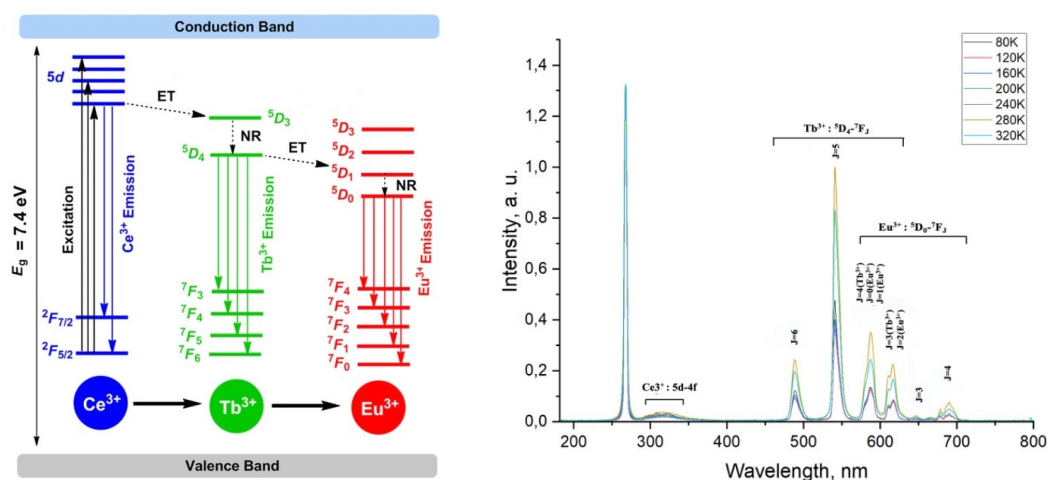 Conduction Band
5d
ET
⁵D₃
NR
⁵D₄
ET
⁵D₃
⁵D₂
⁵D₁
NR
⁵D₀
E_g = 7.4 eV
Excitation
Ce³⁺ Emission
Tb³⁺ Emission
Eu³⁺ Emission
²F₇/₂
²F₅/₂
⁷F₃
⁷F₄
⁷F₅
⁷F₆
⁷F₄
⁷F₃
⁷F₂
⁷F₁
⁷F₀
Ce³⁺
Tb³⁺
Eu³⁺
Valence Band
80K
120K
160K
200K
240K
280K
320K
Intensity, a. u.
1,4
1,2
1,0
0,8
0,6
0,4
0,2
0,0
200
300
400
500
600
700
800
Wavelength, nm
Ce3⁺ : 5d-4f
Tb³⁺ : ⁵D₄-⁷F_J
Eu³⁺ : ⁵D₀-⁷F_J
J=6
J=5
J=4(Tb³⁺)
J=0(Eu³⁺)
J=1(Eu³⁺)
J=3(Tb³⁺)
J=2(Eu³⁺)
J=3
J=4